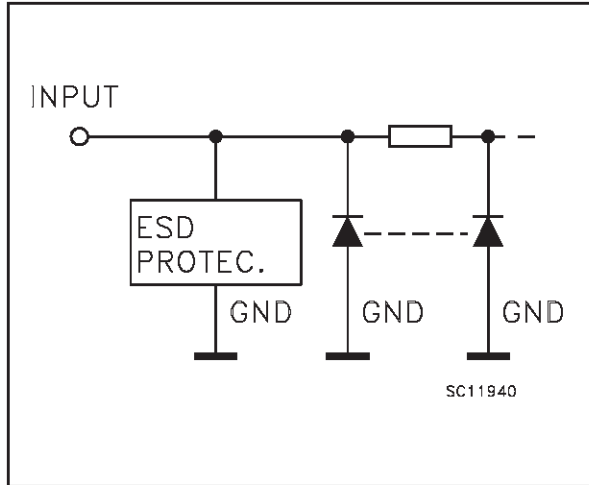 INPUT
ESD
PROTEC.
GND
GND
GND
SC11940